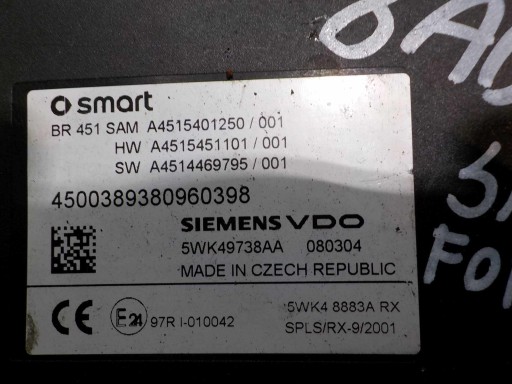 smart
BR 451 SAM A4515401250 / 001
HW A4515451101 / 001
SW A4514469795 / 001
4500389380960398
SIEMENS VDO
5WK49738AA 080304
MADE IN CZECH REPUBLIC
CE E24 97R I-010042
5WK4 8883A RX
SPLS/RX-9/2001